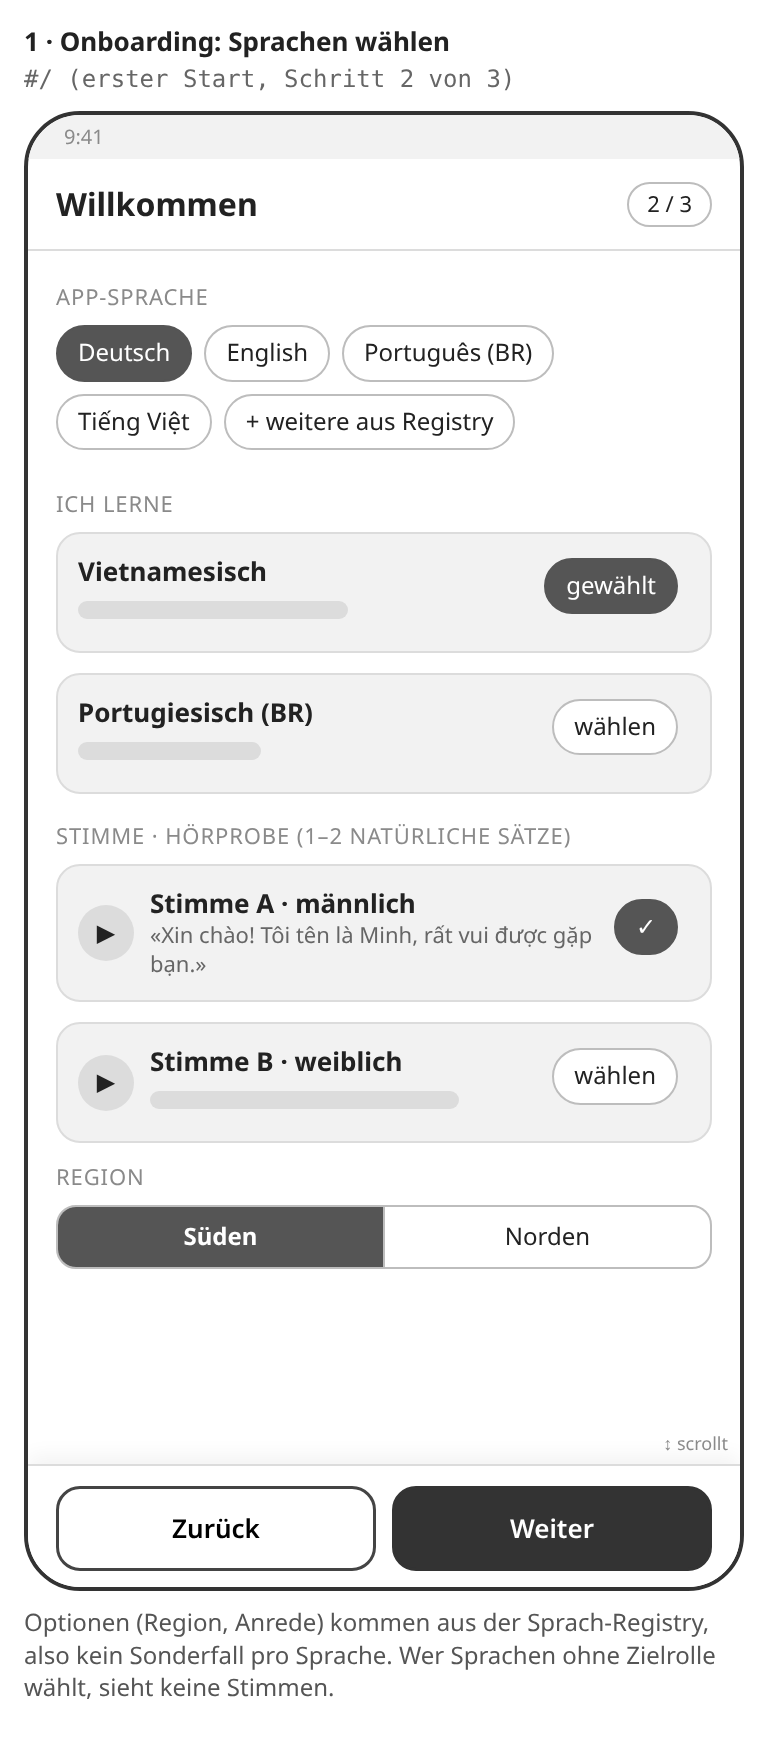 1 · Onboarding: Sprachen wählen
#/ (erster Start, Schritt 2 von 3)
9:41
Willkommen
2 / 3
APP-SPRACHE
Deutsch
English
Português (BR)
Tiếng Việt
+ weitere aus Registry
ICH LERNE
Vietnamesisch
gewählt
Portugiesisch (BR)
wählen
STIMME · HÖRPROBE (1–2 NATÜRLICHE SÄTZE)
▶
Stimme A · männlich
«Xin chào! Tôi tên là Minh, rất vui được gặp
bạn.»
✓
▶
Stimme B · weiblich
wählen
REGION
Süden
Norden
↕ scrollt
Zurück
Weiter
Optionen (Region, Anrede) kommen aus der Sprach-Registry,
also kein Sonderfall pro Sprache. Wer Sprachen ohne Zielrolle
wählt, sieht keine Stimmen.